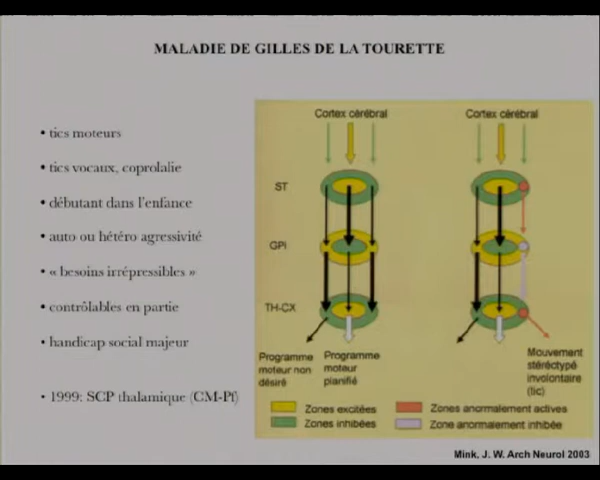 MALADIE DE GILLES DE LA TOURETTE
• tics moteurs
• tics vocaux, coprolalie
• débutant dans l'enfance
• auto ou hétéro agressivité
• « besoins irrépressibles »
• contrôlables en partie
• handicap social majeur
• 1999: SCP thalamique (CM-Pf)
Cortex cérébral
Cortex cérébral
ST
GPi
TH-CX
Programme
moteur non
désiré
Programme
moteur
planifié
Mouvement
stéréotypé
involontaire
(tic)
Zones excitées
Zones inhibées
Zones anormalement actives
Zone anormalement inhibée
Mink, J. W. Arch Neurol 2003